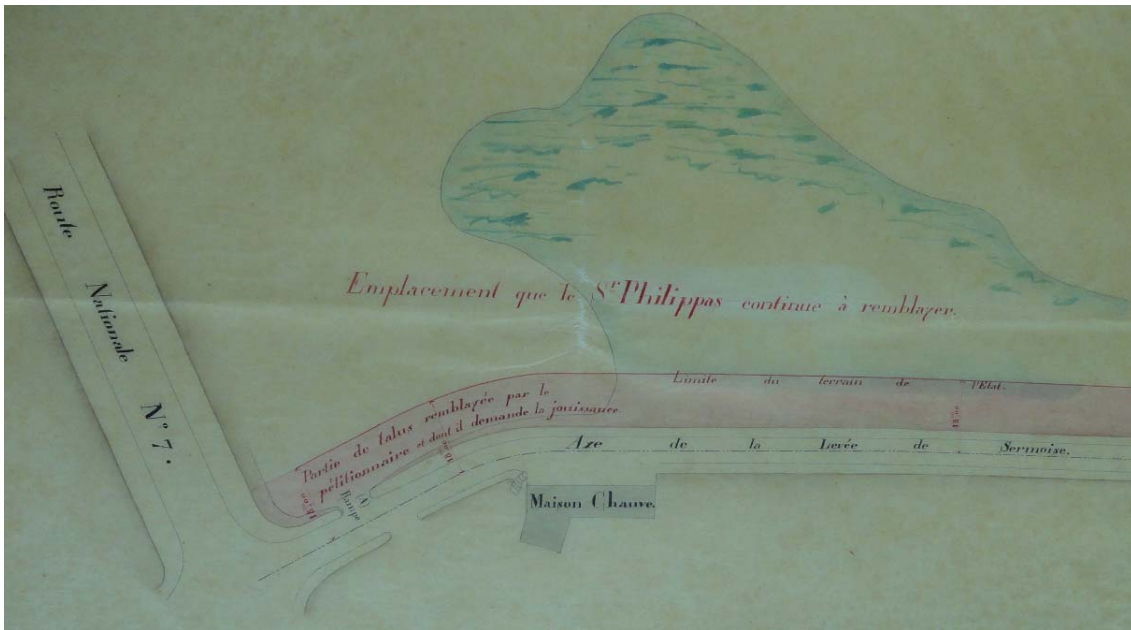 Route Nationale N° 7.
Emplacement que le Sr. Philippas continue à remblayer.
Limite du terrain de l'Etat.
Partie de talus remblayée par le
pétitionnaire et dont il demande la jouissance
Axe de la Levée de Sermoise.
Rampe (A)
Maison Chauve.